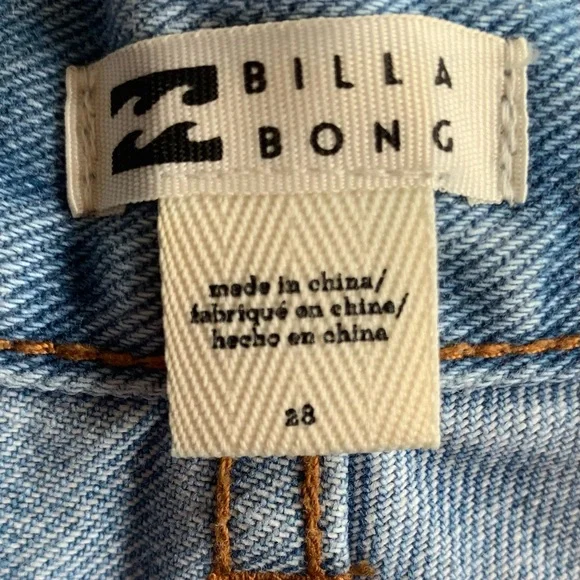 BILLA
BONG
made in china/
fabriqué en chine/
hecho en china
28